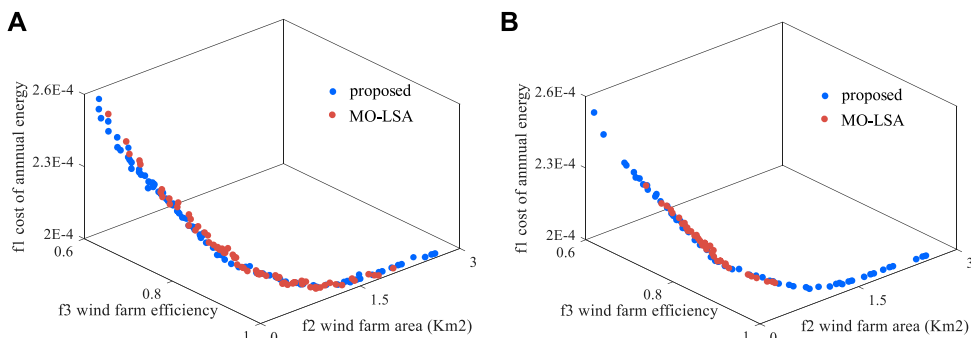 A
B
2.6E-4
2.3E-4
2E-4
f1 cost of annnual energy
0.6
0.8
1
f3 wind farm efficiency
0
1.5
3
f2 wind farm area (Km2)
proposed
MO-LSA
2.6E-4
2.3E-4
2E-4
f1 cost of annnual energy
0.6
0.8
1
f3 wind farm efficiency
0
1.5
3
f2 wind farm area (Km2)
proposed
MO-LSA